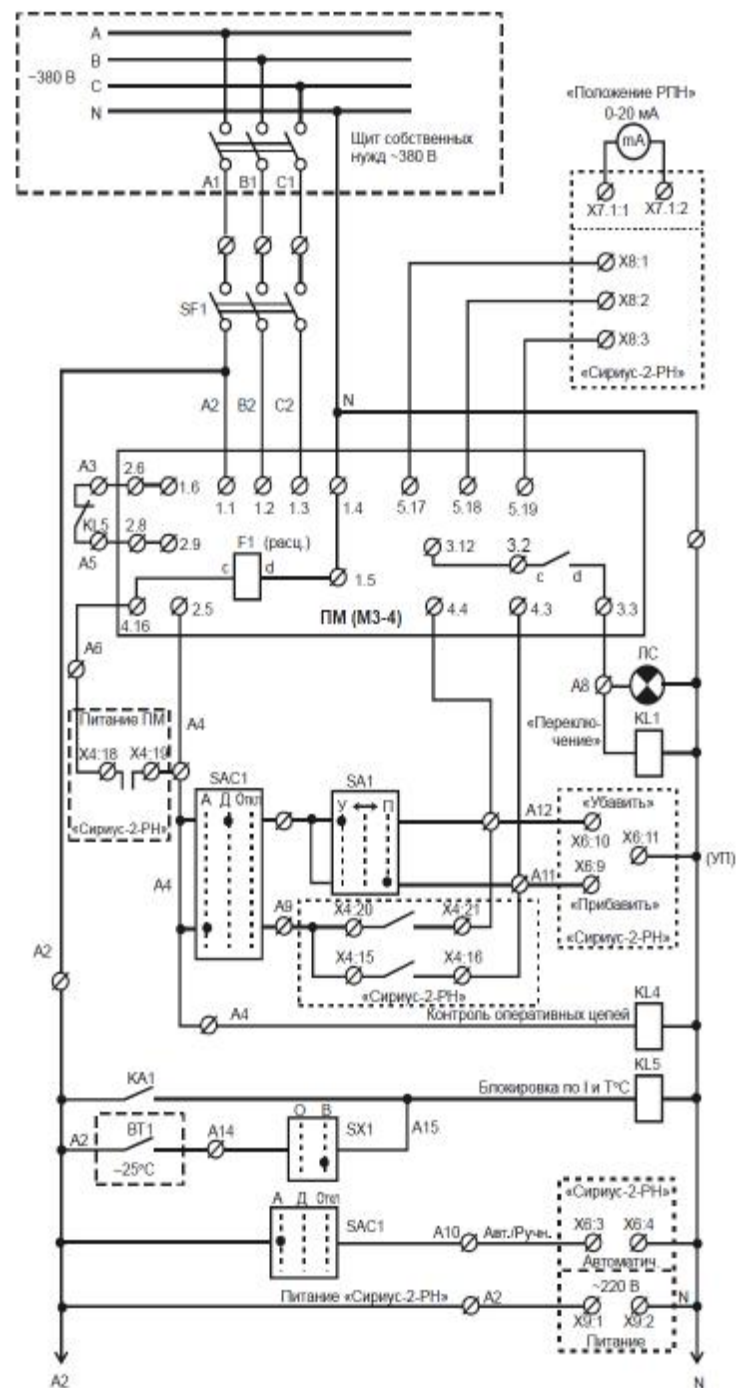 A
B
~380 В
C
N
Щит собственных
нужд ~380 В
A1
B1
C1
«Положение РПН»
0-20 мА
mA
X7.1:1
X7.1:2
X8:1
X8:2
X8:3
«Сириус-2-РН»
SF1
A2
B2
C2
N
A3
2.6
1.6
1.1
1.2
1.3
1.4
5.17
5.18
5.19
KL5
2.8
2.9
A5
F1 (расц.)
c
d
1.5
3.12
3.2
c
d
4.16
2.5
ПМ (МЗ-4)
4.4
4.3
3.3
A6
A8
ЛС
KL1
«Переклю-
чение»
Питание ПМ
X4:18
X4:19
«Сириус-2-РН»
A4
SAC1
А Д Откл
SA1
У
П
A12
«Убавить»
X6:10
X6:11
(УП)
X6:9
A11
«Прибавить»
«Сириус-2-РН»
A4
A9
X4:20
X4:21
X4:15
X4:16
«Сириус-2-РН»
A2
A4
Контроль оперативных цепей
KL4
KA1
Блокировка по I и T°C
KL5
A2
BT1
–25°C
A14
О
В
SX1
A15
А Д Откл
SAC1
A10
Авт./Ручн.
«Сириус-2-РН»
X6:3
X6:4
Автоматич.
Питание «Сириус-2-РН»
A2
~220 В
N
X9:1
X9:2
Питание
A2
N